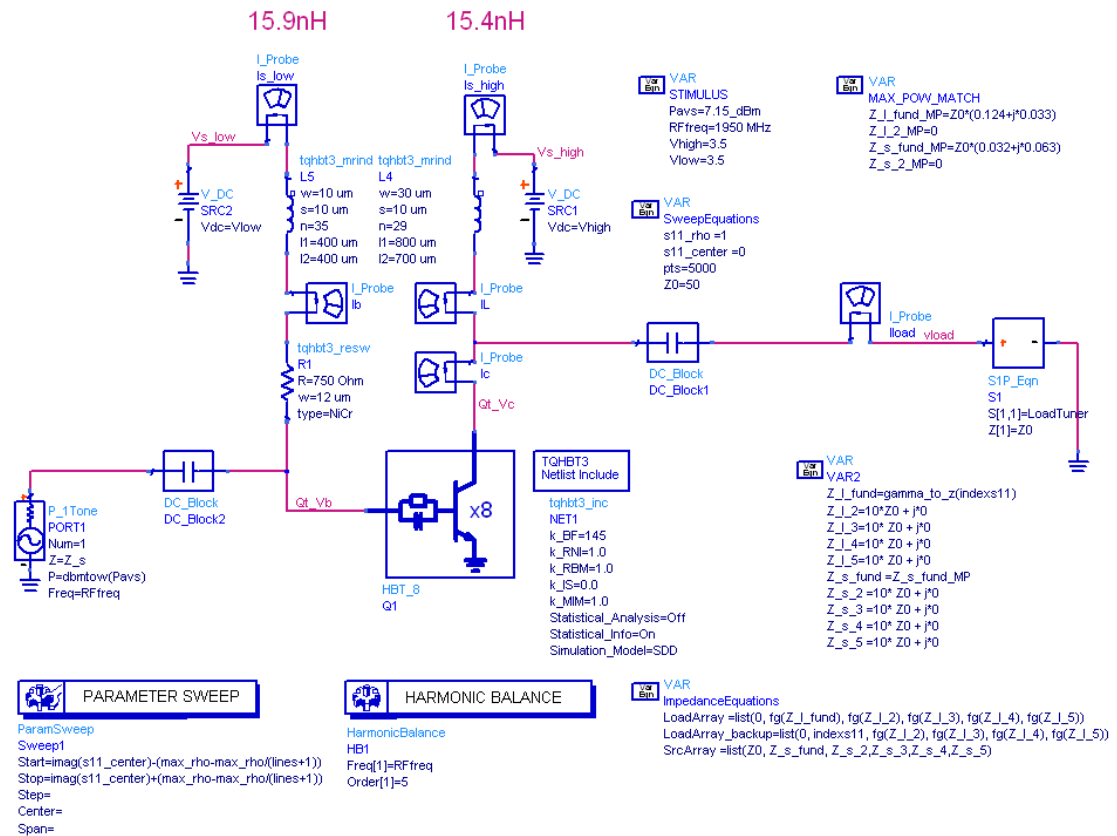 15.9nH
15.4nH
I_Probe
Is_low
I_Probe
Is_high
Vs_low
Vs_high
V_DC
SRC2
Vdc=Vlow
tqhbt3_mrind
L5
w=10 um
s=10 um
n=35
l1=400 um
l2=400 um
tqhbt3_mrind
L4
w=30 um
s=10 um
n=29
l1=800 um
l2=700 um
V_DC
SRC1
Vdc=Vhigh
Var
Eqn
VAR
STIMULUS
Pavs=7.15_dBm
RFfreq=1950 MHz
Vhigh=3.5
Vlow=3.5
Var
Eqn
VAR
MAX_POW_MATCH
Z_l_fund_MP=Z0*(0.124+j*0.033)
Z_l_2_MP=0
Z_s_fund_MP=Z0*(0.032+j*0.063)
Z_s_2_MP=0
Var
Eqn
VAR
SweepEquations
s11_rho =1
s11_center =0
pts=5000
Z0=50
I_Probe
Ib
I_Probe
IL
I_Probe
Ic
tqhbt3_resw
R1
R=750 Ohm
w=12 um
type=NiCr
DC_Block
DC_Block1
I_Probe
Iload
vload
S1P_Eqn
S1
S[1,1]=LoadTuner
Z[1]=Z0
Qt_Vc
DC_Block
DC_Block2
Qt_Vb
P_1Tone
PORT1
Num=1
Z=Z_s
P=dbmtow(Pavs)
Freq=RFfreq
x8
HBT_8
Q1
TQHBT3
Netlist Include
tqhbt3_inc
NET1
k_BF=145
k_RNI=1.0
k_RBM=1.0
k_IS=0.0
k_MIM=1.0
Statistical_Analysis=Off
Statistical_Info=On
Simulation_Model=SDD
Var
Eqn
VAR
VAR2
Z_l_fund=gamma_to_z(indexs11)
Z_l_2=10*Z0 + j*0
Z_l_3=10* Z0 + j*0
Z_l_4=10* Z0 + j*0
Z_l_5=10* Z0 + j*0
Z_s_fund =Z_s_fund_MP
Z_s_2 =10* Z0 + j*0
Z_s_3 =10* Z0 + j*0
Z_s_4 =10* Z0 + j*0
Z_s_5 =10* Z0 + j*0
PARAMETER SWEEP
ParamSweep
Sweep1
Start=imag(s11_center)-(max_rho-max_rho/(lines+1))
Stop=imag(s11_center)+(max_rho-max_rho/(lines+1))
Step=
Center=
Span=
HARMONIC BALANCE
HarmonicBalance
HB1
Freq[1]=RFfreq
Order[1]=5
Var
Eqn
VAR
ImpedanceEquations
LoadArray =list(0, fg(Z_l_fund), fg(Z_l_2), fg(Z_l_3), fg(Z_l_4), fg(Z_l_5))
LoadArray_backup=list(0, indexs11, fg(Z_l_2), fg(Z_l_3), fg(Z_l_4), fg(Z_l_5))
SrcArray =list(Z0, Z_s_fund, Z_s_2,Z_s_3,Z_s_4,Z_s_5)